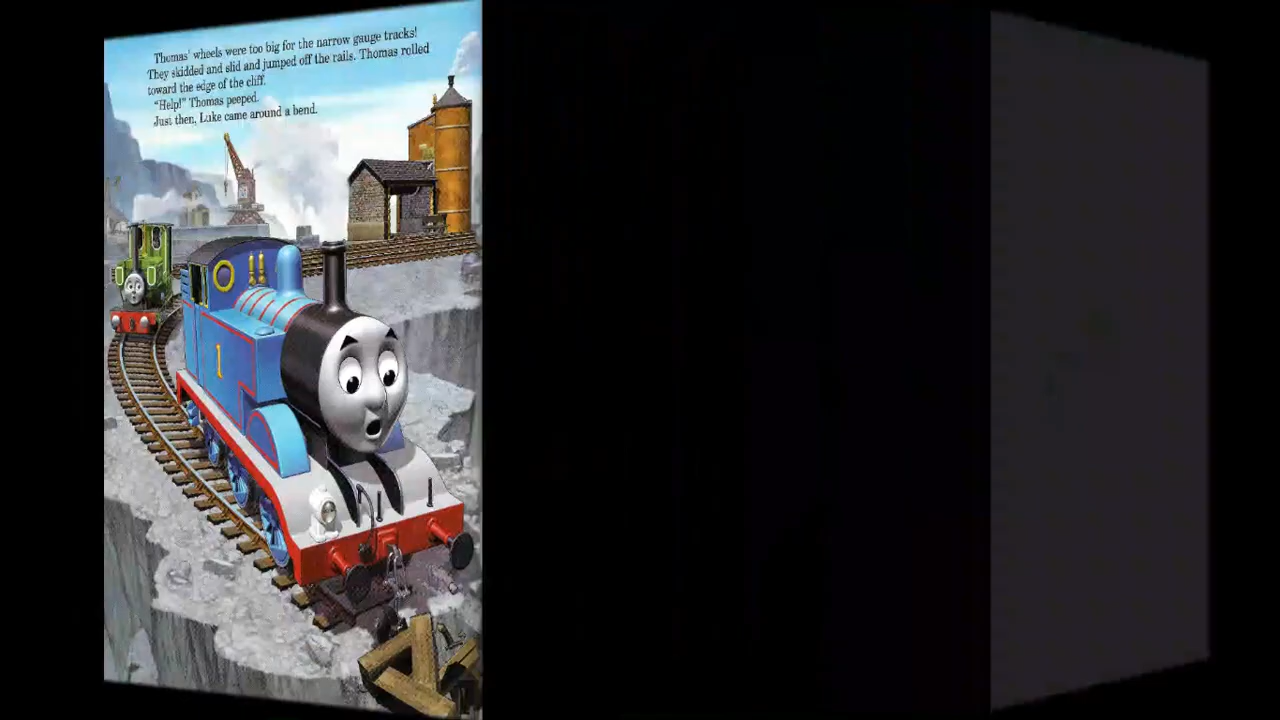 Thomas' wheels were too big for the narrow gauge tracks!
They skidded and slid and jumped off the rails. Thomas rolled
toward the edge of the cliff.
"Help!" Thomas peeped.
Just then, Luke came around a bend.
1